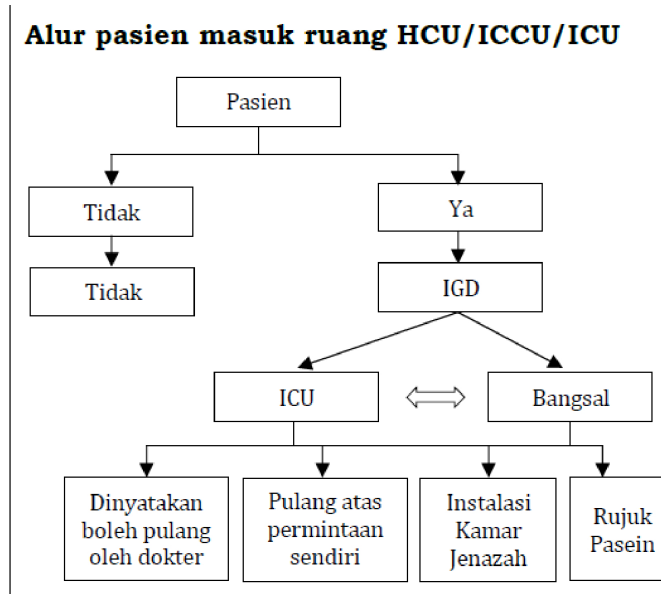 Alur pasien masuk ruang HCU/ICCU/ICU
Pasien
Tidak
Ya
Tidak
IGD
ICU
Bangsal
Dinyatakan
boleh pulang
oleh dokter
Pulang atas
permintaan
sendiri
Instalasi
Kamar
Jenazah
Rujuk
Pasein